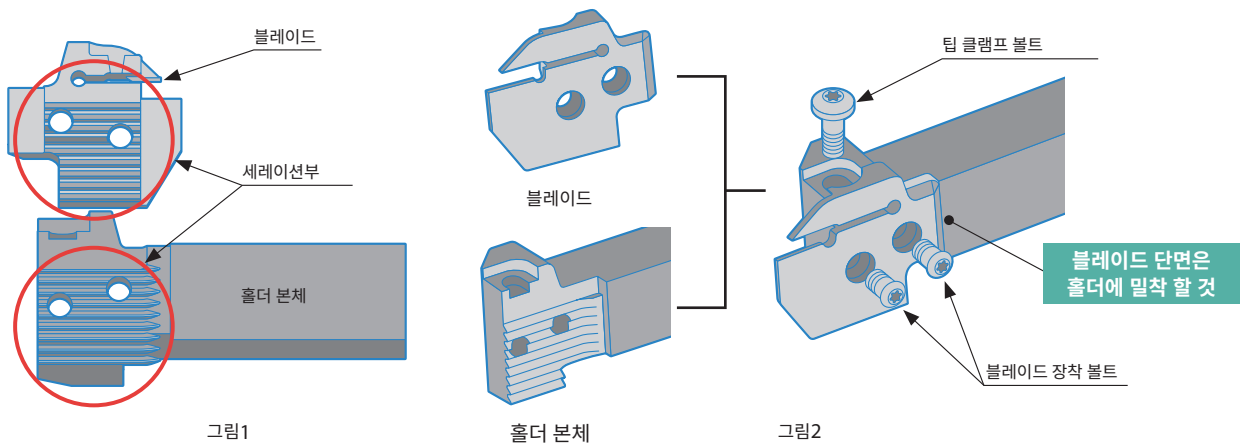 블레이드
세레이션부
홀더 본체
그림1
블레이드
홀더 본체
팁 클램프 볼트
블레이드 단면은
홀더에 밀착 할 것
블레이드 장착 볼트
그림2